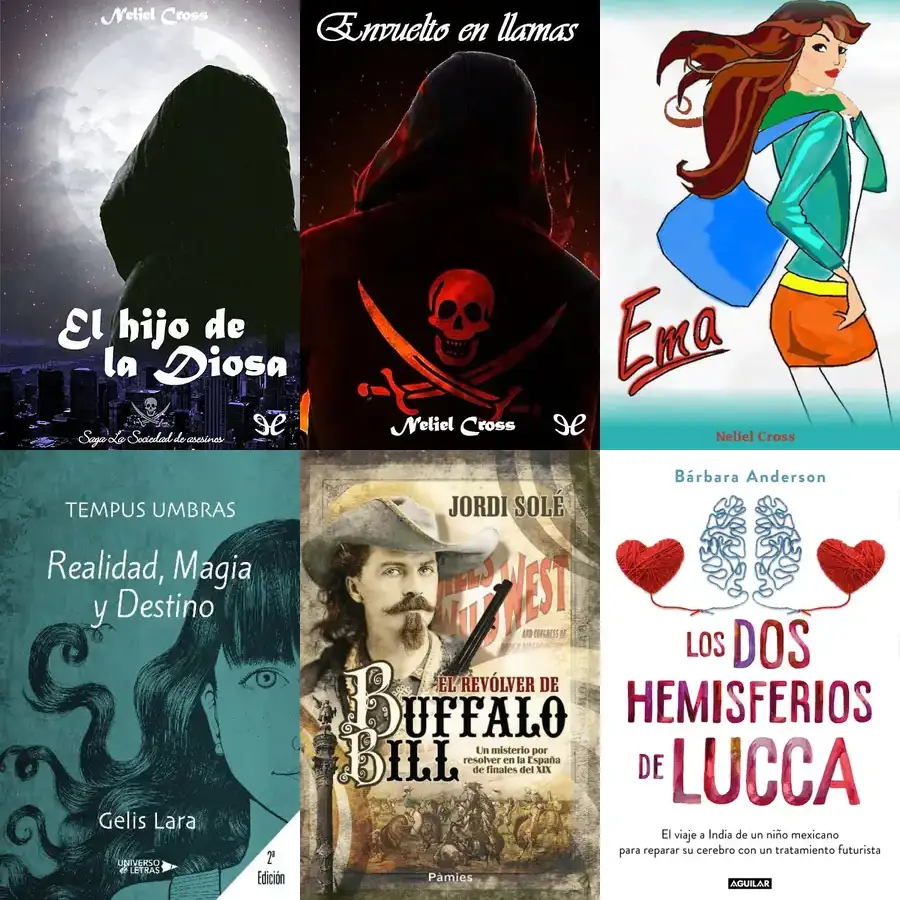 Neliel Cross
El hijo de
la Diosa
Saga La Sociedad de asesinos
Envuelto en llamas
Neliel Cross
Ema
Neliel Cross
TEMPUS UMBRAS
Realidad, Magia
y Destino
Gelis Lara
UNIVERSO
DE LETRAS
2ª
Edición
JORDI SOLÉ
WEST
EL REVÓLVER DE
BUFFALO
BILL
Un misterio por
resolver en la España
de finales del XIX
Pàmies
Bárbara Anderson
LOS DOS
HEMISFERIOS
DE LUCCA
El viaje a India de un niño mexicano
para reparar su cerebro con un tratamiento futurista
AGUILAR